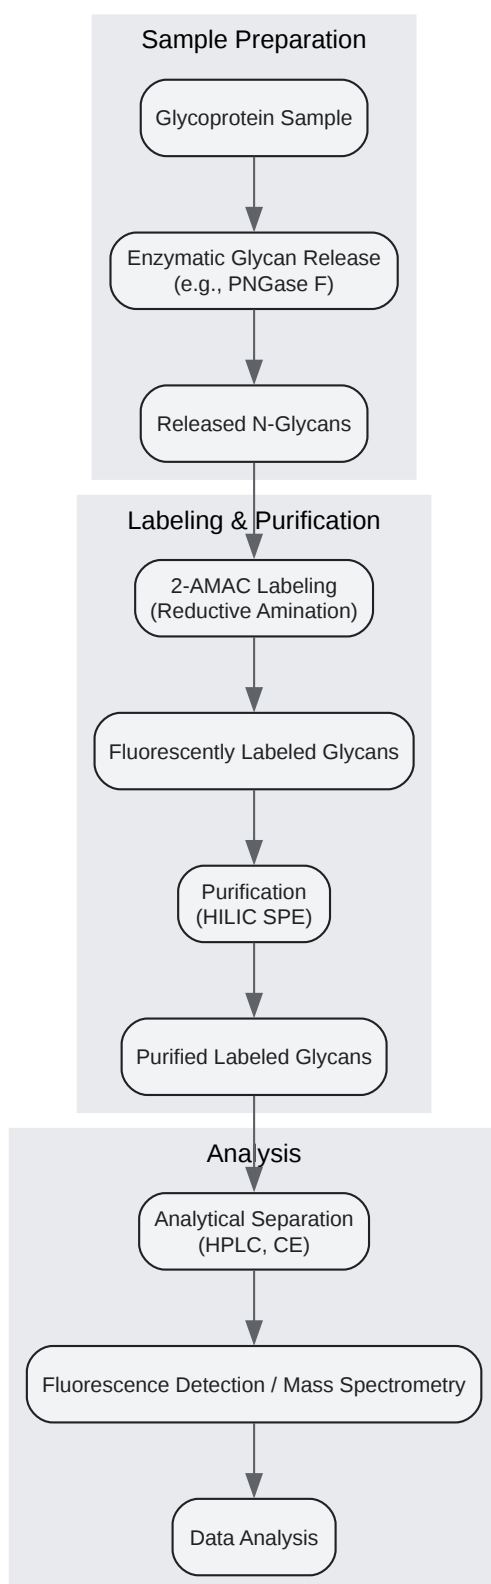 Sample Preparation
Glycoprotein Sample
Enzymatic Glycan Release
(e.g., PNGase F)
Released N-Glycans
Labeling & Purification
2-AMAC Labeling
(Reductive Amination)
Fluorescently Labeled Glycans
Purification
(HILIC SPE)
Purified Labeled Glycans
Analysis
Analytical Separation
(HPLC, CE)
Fluorescence Detection / Mass Spectrometry
Data Analysis